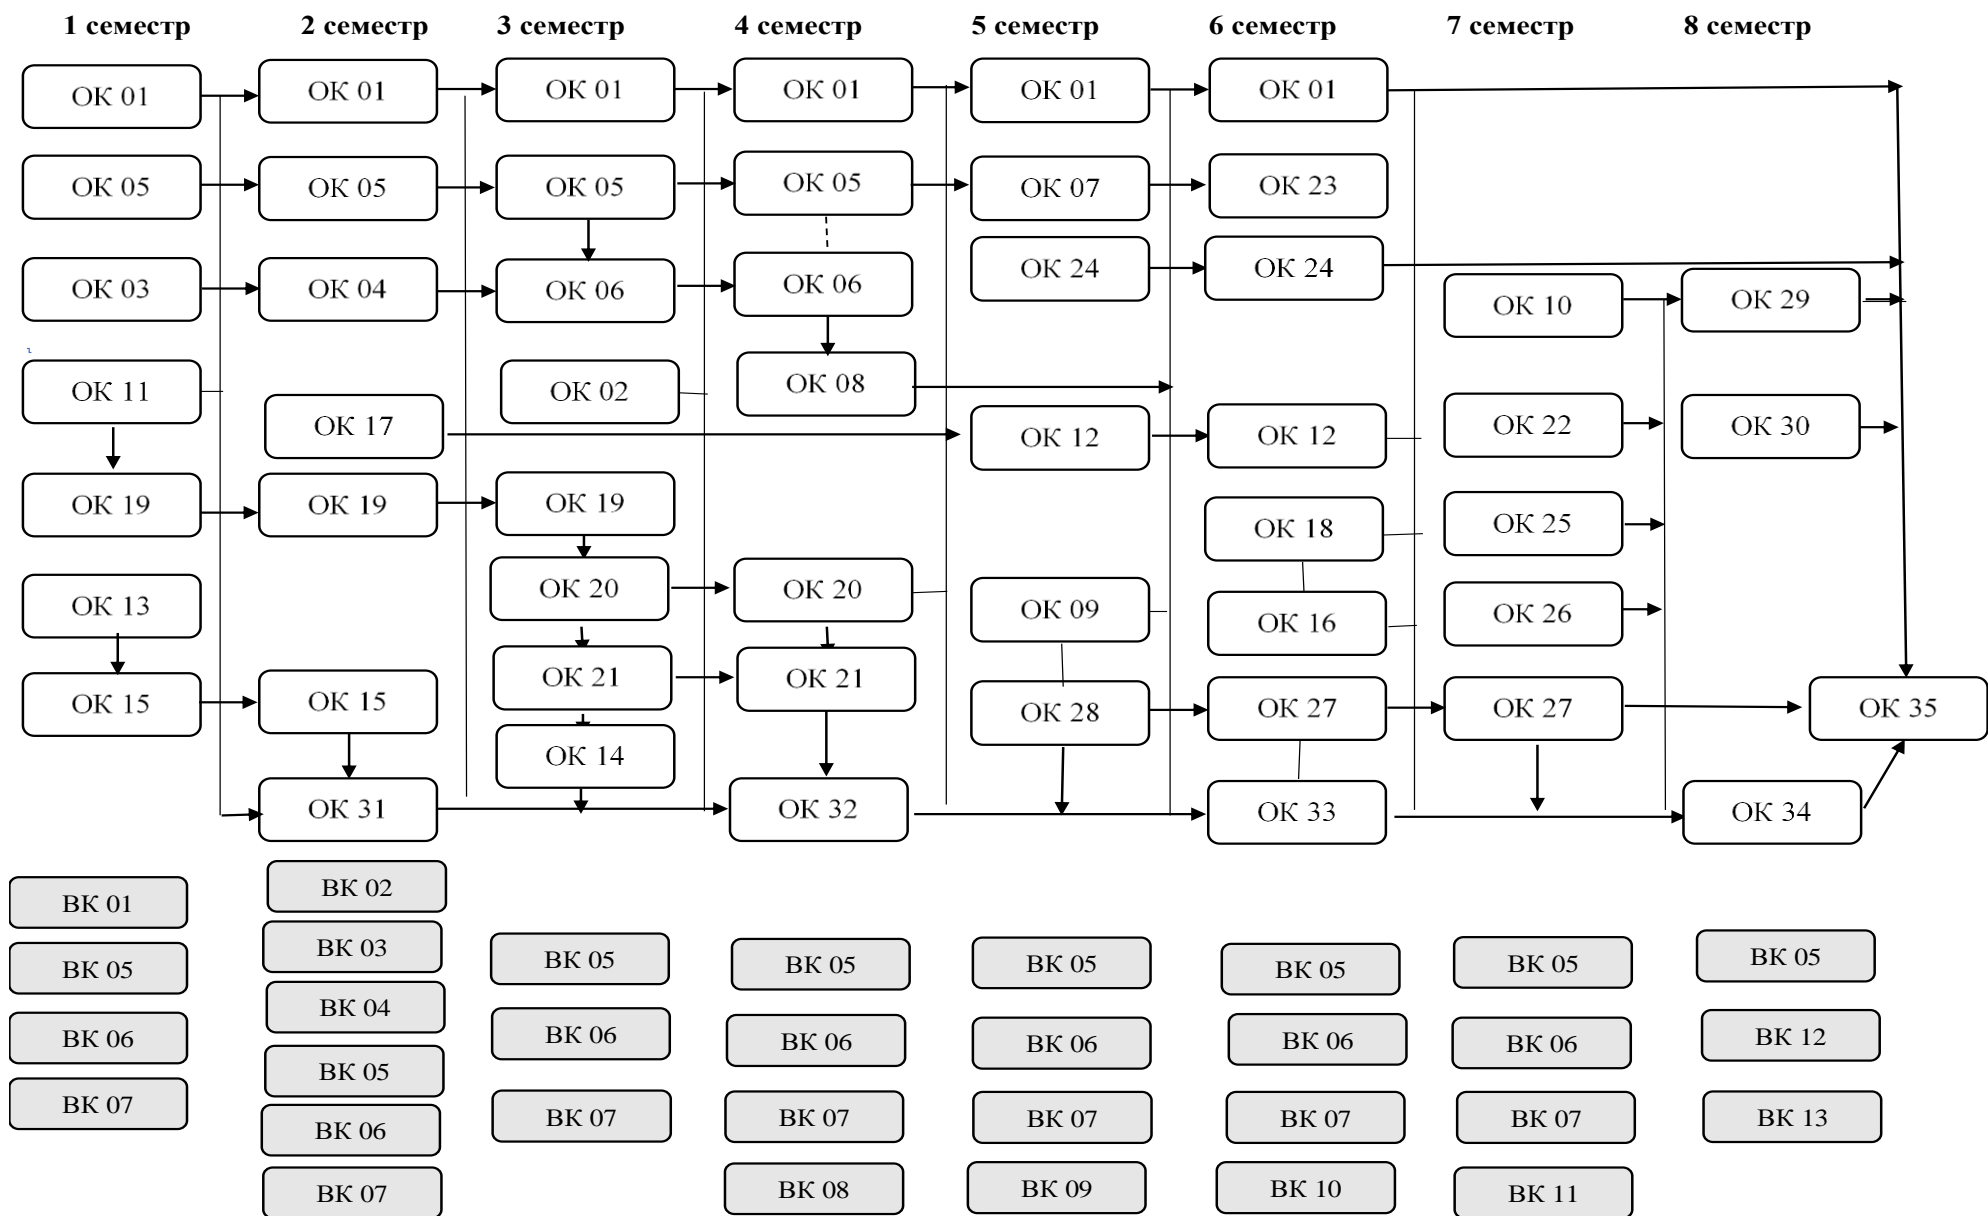 1 семестр
2 семестр
3 семестр
4 семестр
5 семестр
6 семестр
7 семестр
8 семестр
ОК 01
ОК 01
ОК 01
ОК 01
ОК 01
ОК 01
ОК 05
ОК 05
ОК 05
ОК 05
ОК 07
ОК 23
ОК 03
ОК 04
ОК 06
ОК 06
ОК 24
ОК 24
ОК 10
ОК 29
ОК 11
ОК 17
ОК 02
ОК 08
ОК 12
ОК 12
ОК 22
ОК 30
ОК 19
ОК 19
ОК 19
ОК 18
ОК 25
ОК 13
ОК 20
ОК 20
ОК 09
ОК 16
ОК 26
ОК 15
ОК 15
ОК 21
ОК 21
ОК 28
ОК 27
ОК 27
ОК 35
ОК 14
ОК 31
ОК 32
ОК 33
ОК 34
ВК 01
ВК 02
ВК 03
ВК 05
ВК 04
ВК 05
ВК 05
ВК 05
ВК 05
ВК 05
ВК 05
ВК 06
ВК 05
ВК 06
ВК 06
ВК 06
ВК 06
ВК 06
ВК 12
ВК 07
ВК 06
ВК 07
ВК 07
ВК 07
ВК 07
ВК 07
ВК 13
ВК 07
ВК 08
ВК 09
ВК 10
ВК 11